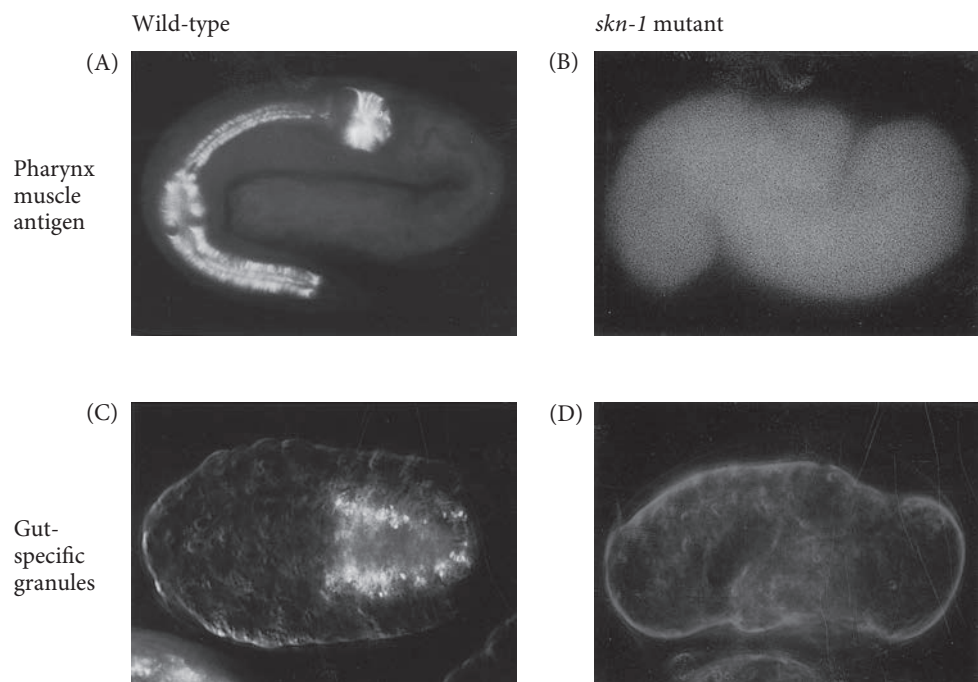 Wild-type
skn-1 mutant
(A)
(B)
Pharynx
muscle
antigen
(C)
(D)
Gut-
specific
granules